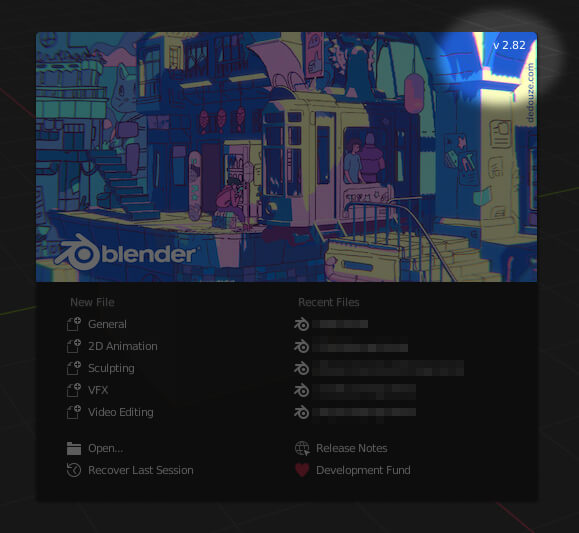 v 2.82
dedouze.com
blender
New File
General
2D Animation
Sculpting
VFX
Video Editing
Open...
Recover Last Session
Recent Files
Release Notes
Development Fund